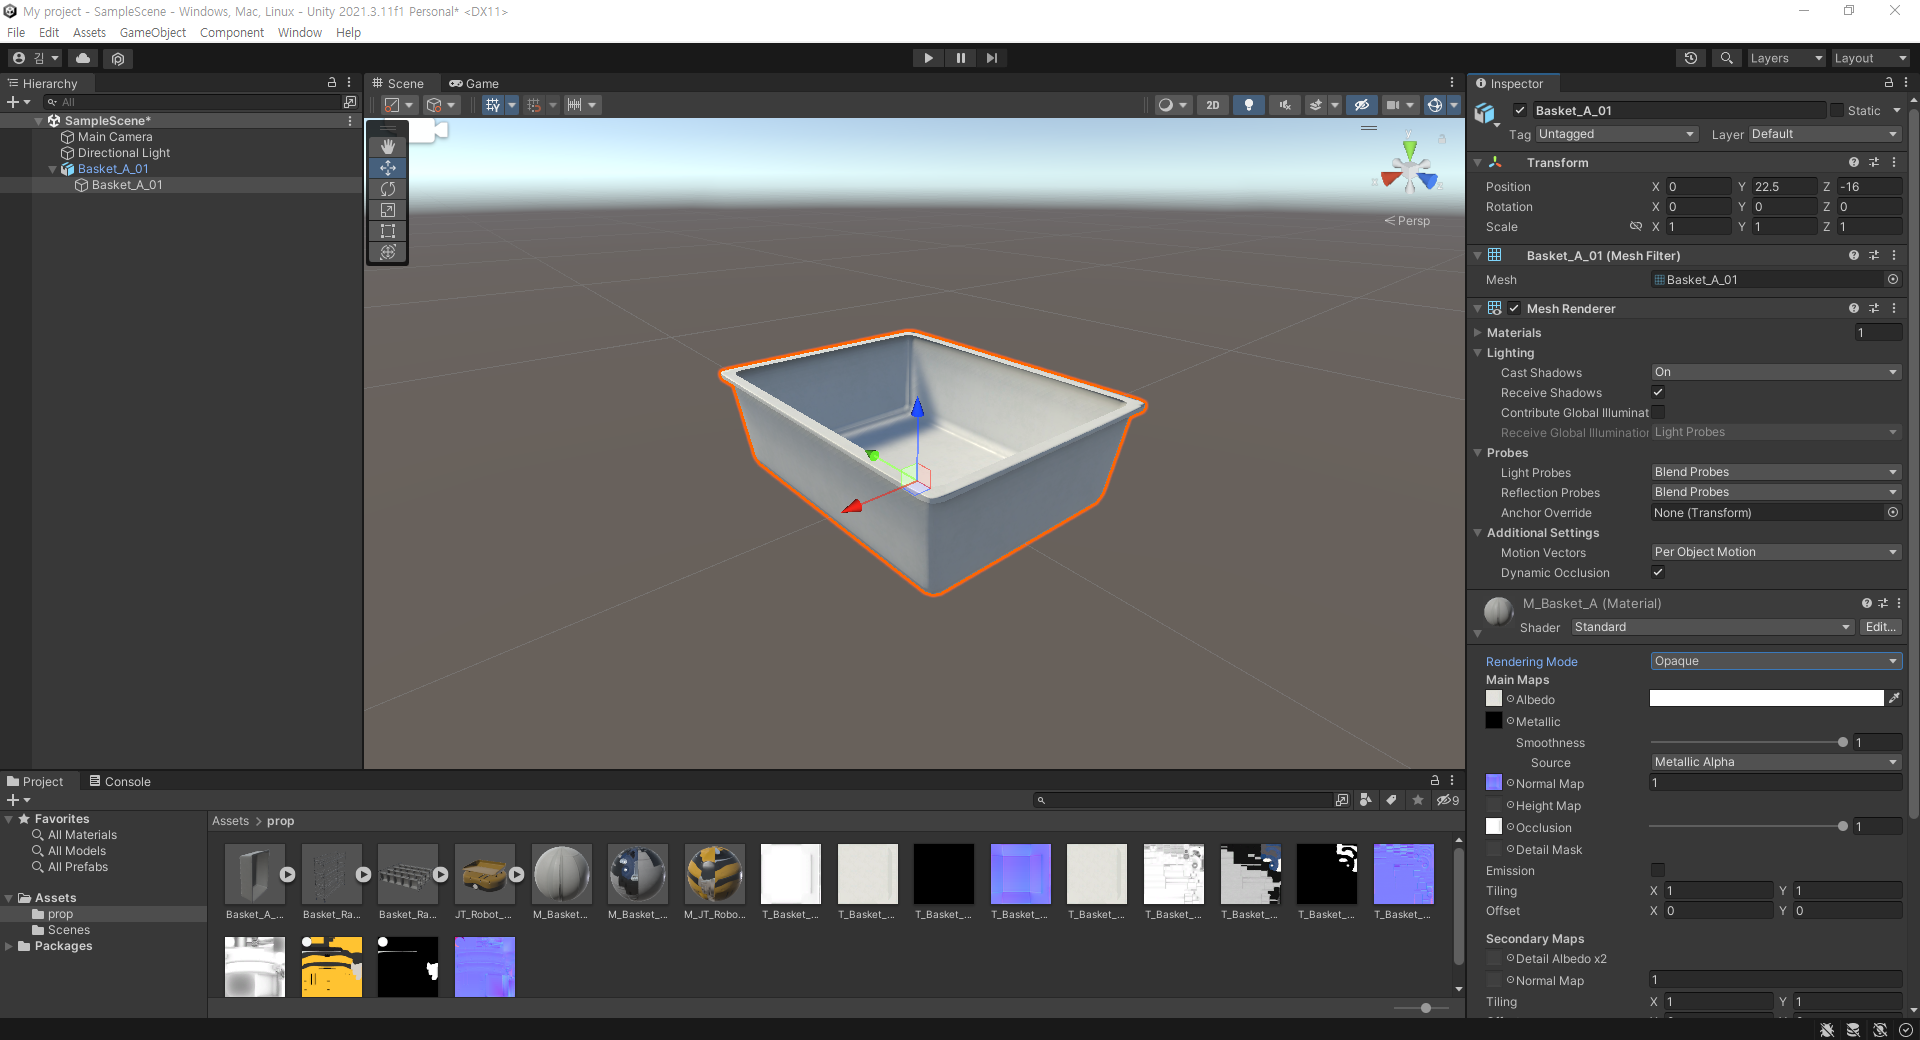 My project - SampleScene - Windows, Mac, Linux - Unity 2021.3.11f1 Personal* <DX11>
File Edit Assets GameObject Component Window Help
김
Layers
Layout
Hierarchy
All
SampleScene*
Main Camera
Directional Light
Basket_A_01
Basket_A_01
Scene
Game
2D
y
Persp
Inspector
Basket_A_01
Static
Tag Untagged
Layer Default
Transform
Position X 0 Y 22.5 Z -16
Rotation X 0 Y 0 Z 0
Scale X 1 Y 1 Z 1
Basket_A_01 (Mesh Filter)
Mesh Basket_A_01
Mesh Renderer
Materials 1
Lighting
Cast Shadows On
Receive Shadows
Contribute Global Illuminat
Receive Global Illumination Light Probes
Probes
Light Probes Blend Probes
Reflection Probes Blend Probes
Anchor Override None (Transform)
Additional Settings
Motion Vectors Per Object Motion
Dynamic Occlusion
M_Basket_A (Material)
Shader Standard Edit...
Rendering Mode Opaque
Main Maps
Albedo
Metallic
Smoothness 1
Source Metallic Alpha
Normal Map 1
Height Map
Occlusion 1
Detail Mask
Emission
Tiling X 1 Y 1
Offset X 0 Y 0
Secondary Maps
Detail Albedo x2
Normal Map 1
Tiling X 1 Y 1
Project
Console
9
Favorites
All Materials
All Models
All Prefabs
Assets
prop
Scenes
Packages
Assets > prop
Basket_A_... Basket_Ra... Basket_Ra... JT_Robot_... M_Basket... M_Basket_... M_JT_Robo... T_Basket_... T_Basket_... T_Basket_... T_Basket_... T_Basket_... T_Basket_... T_Basket_... T_Basket_... T_Basket_...